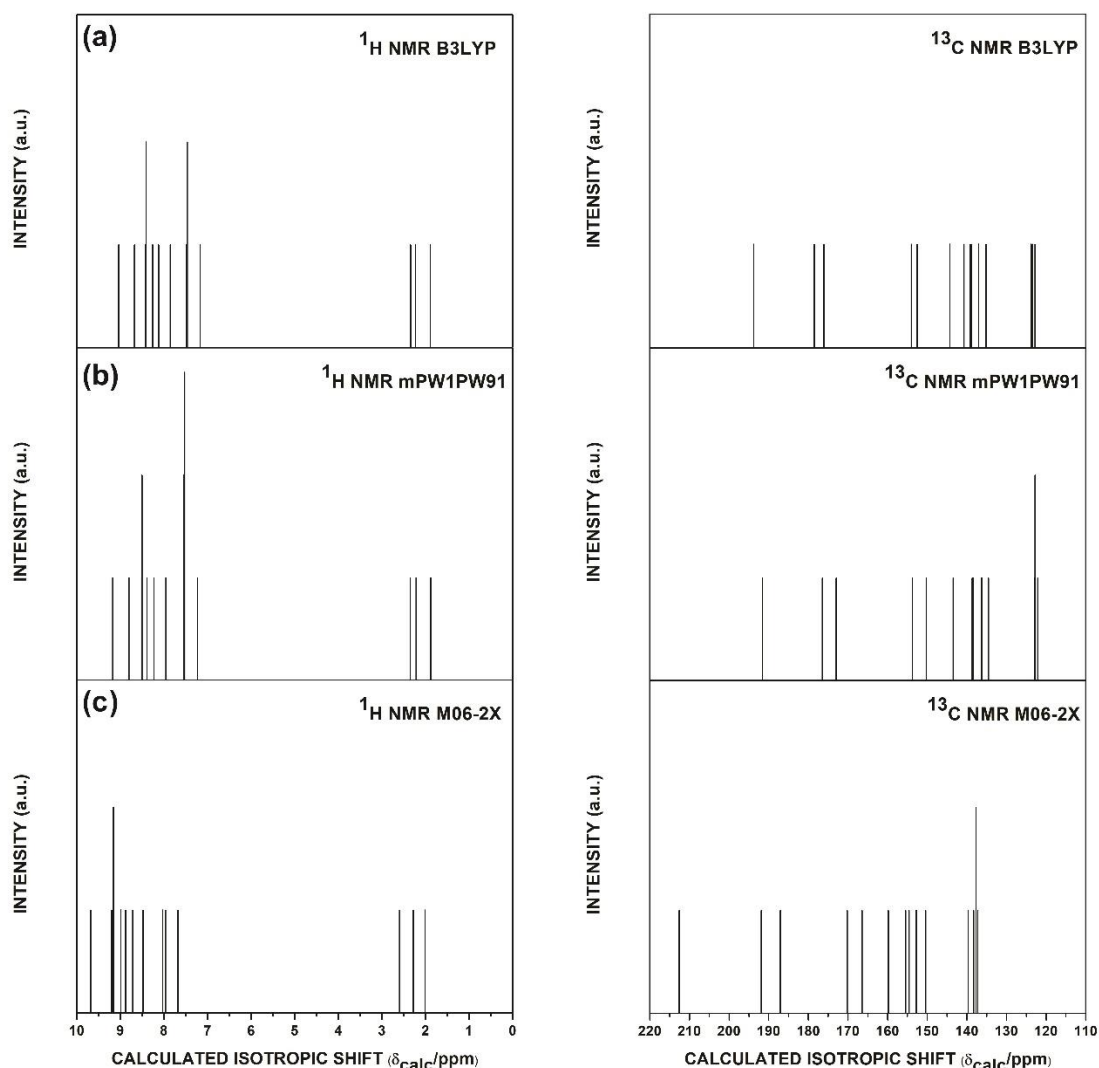 (a)
1H NMR B3LYP
INTENSITY (a.u.)
13C NMR B3LYP
INTENSITY (a.u.)
(b)
1H NMR mPW1PW91
INTENSITY (a.u.)
13C NMR mPW1PW91
INTENSITY (a.u.)
(c)
1H NMR M06-2X
INTENSITY (a.u.)
13C NMR M06-2X
INTENSITY (a.u.)
10 9 8 7 6 5 4 3 2 1 0
220 210 200 190 180 170 160 150 140 130 120 110
CALCULATED ISOTROPIC SHIFT (δcalc/ppm)
CALCULATED ISOTROPIC SHIFT (δcalc/ppm)